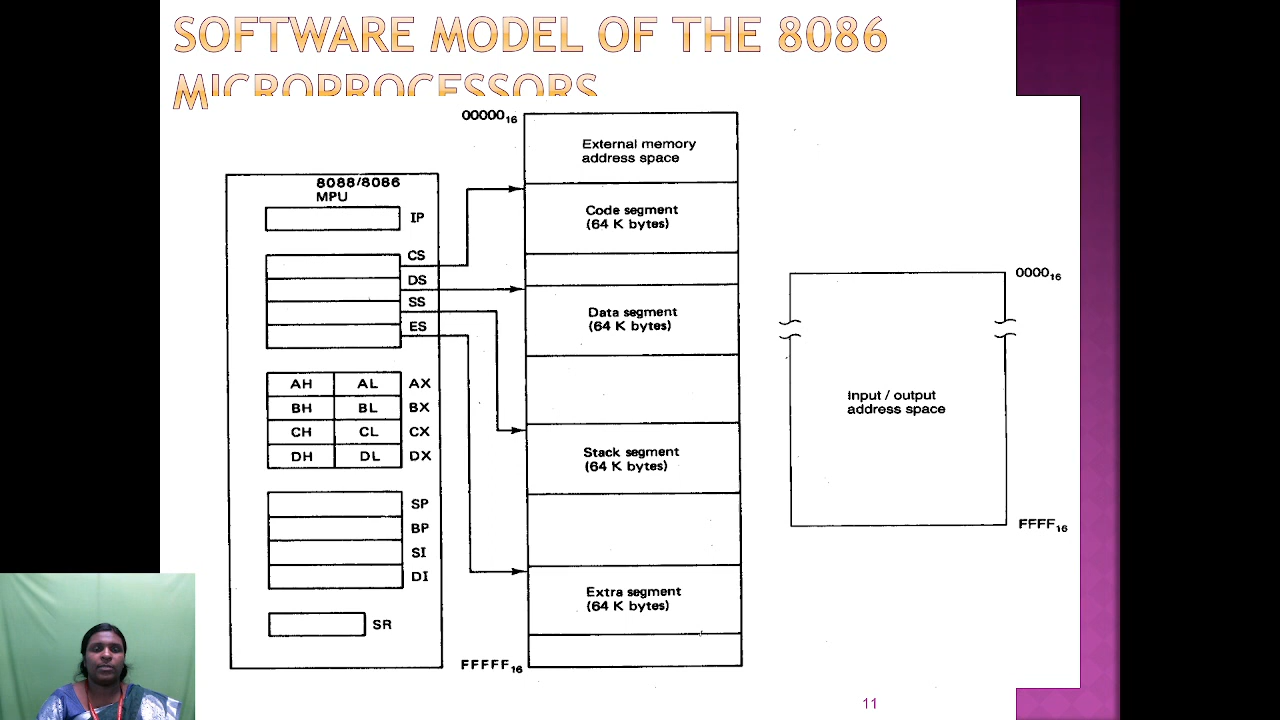 SOFTWARE MODEL OF THE 8086
MICROPROCESSORS
00000₁₆
External memory
address space
8088/8086
MPU
IP
Code segment
(64 K bytes)
CS
DS
SS
ES
0000₁₆
Data segment
(64 K bytes)
AH AL AX
BH BL BX
CH CL CX
DH DL DX
Input / output
address space
Stack segment
(64 K bytes)
SP
BP
SI
DI
FFFF₁₆
Extra segment
(64 K bytes)
SR
FFFFF₁₆
11